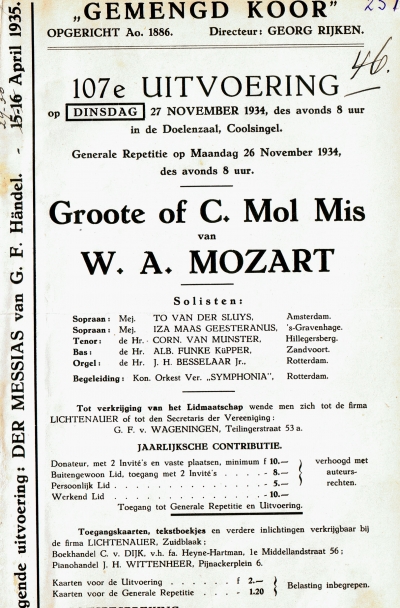 „GEMENGD KOOR"
OPGERICHT Ao. 1886. Directeur: GEORG RIJKEN.
46.
107e UITVOERING
op DINSDAG 27 NOVEMBER 1934, des avonds 8 uur
in de Doelenzaal, Coolsingel.
Generale Repetitie op Maandag 26 November 1934,
des avonds 8 uur.
Groote of C. Mol Mis
van
W. A. MOZART
Solisten:
Sopraan: Mej. TO VAN DER SLUYS, Amsterdam.
Sopraan: Mej. IZA MAAS GEESTERANUS, 's-Gravenhage.
Tenor: de Hr. CORN. VAN MUNSTER, Hillegersberg.
Bas: de Hr. ALB. FUNKE KüPPER, Zandvoort.
Orgel: de Hr. J. H. BESSELAAR Jr., Rotterdam.
Begeleiding: Kon. Orkest Ver. „SYMPHONIA", Rotterdam.
Tot verkrijging van het Lidmaatschap wende men zich tot de firma
LICHTENAUER of tot den Secretaris der Vereeniging:
G. F. v. WAGENINGEN, Teilingerstraat 53 a.
JAARLIJKSCHE CONTRIBUTIE.
Donateur, met 2 Invité's en vaste plaatsen, minimum f 10.—
Buitengewoon Lid, toegang met 2 Invité's . . . . . „ 8.—
Persoonlijk Lid . . . . . . . . . . . „ 5.—
Werkend Lid . . . . . . . . . . . „ 10.—
verhoogd met
auteurs-
rechten.
Toegang tot Generale Repetitie en Uitvoering.
Toegangskaarten, tekstboekjes en verdere inlichtingen verkrijgbaar bij
de firma LICHTENAUER, Zuidblaak;
Boekhandel C. v. DIJK, v.h. fa. Heyne-Hartman, 1e Middellandstraat 56;
Pianohandel J. H. WITTENHEER, Pijnackerplein 6.
Kaarten voor de Uitvoering . . . . . f 2.—
Kaarten voor de Generale Repetitie . . . . „ 1.20
Belasting inbegrepen.
gende uitvoering: DER MESSIAS van G. F. Händel. - 15-16 April 1935.